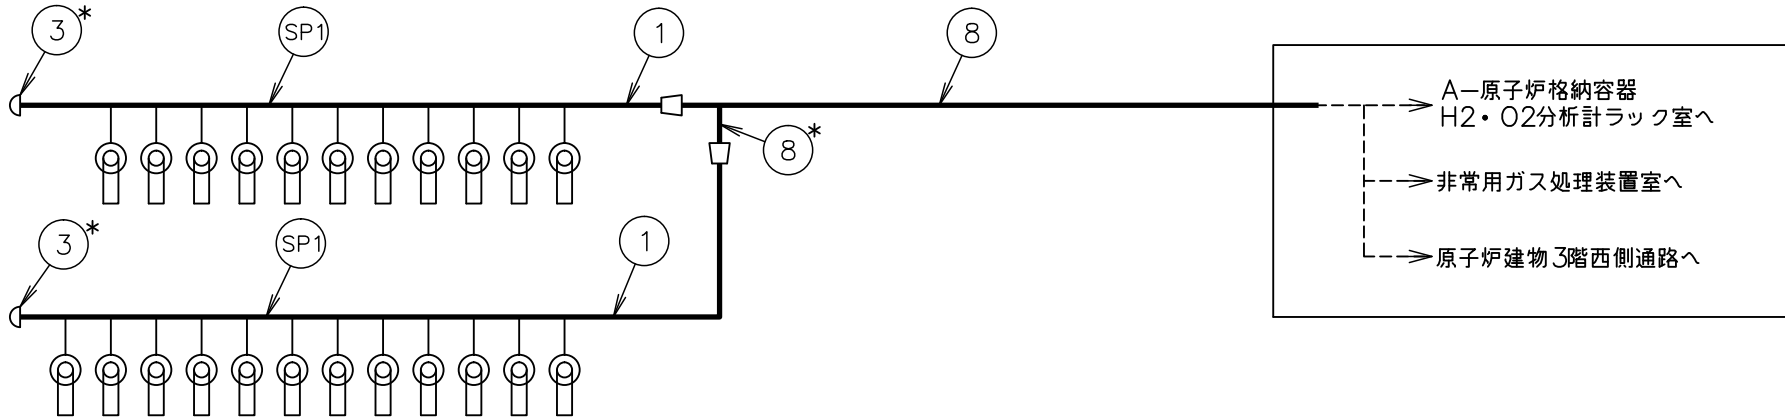 3*
SP1
1
8
A−原子炉格納容器
H2・O2分析計ラック室へ
8*
非常用ガス処理装置室へ
3*
SP1
1
原子炉建物3階西側通路へ